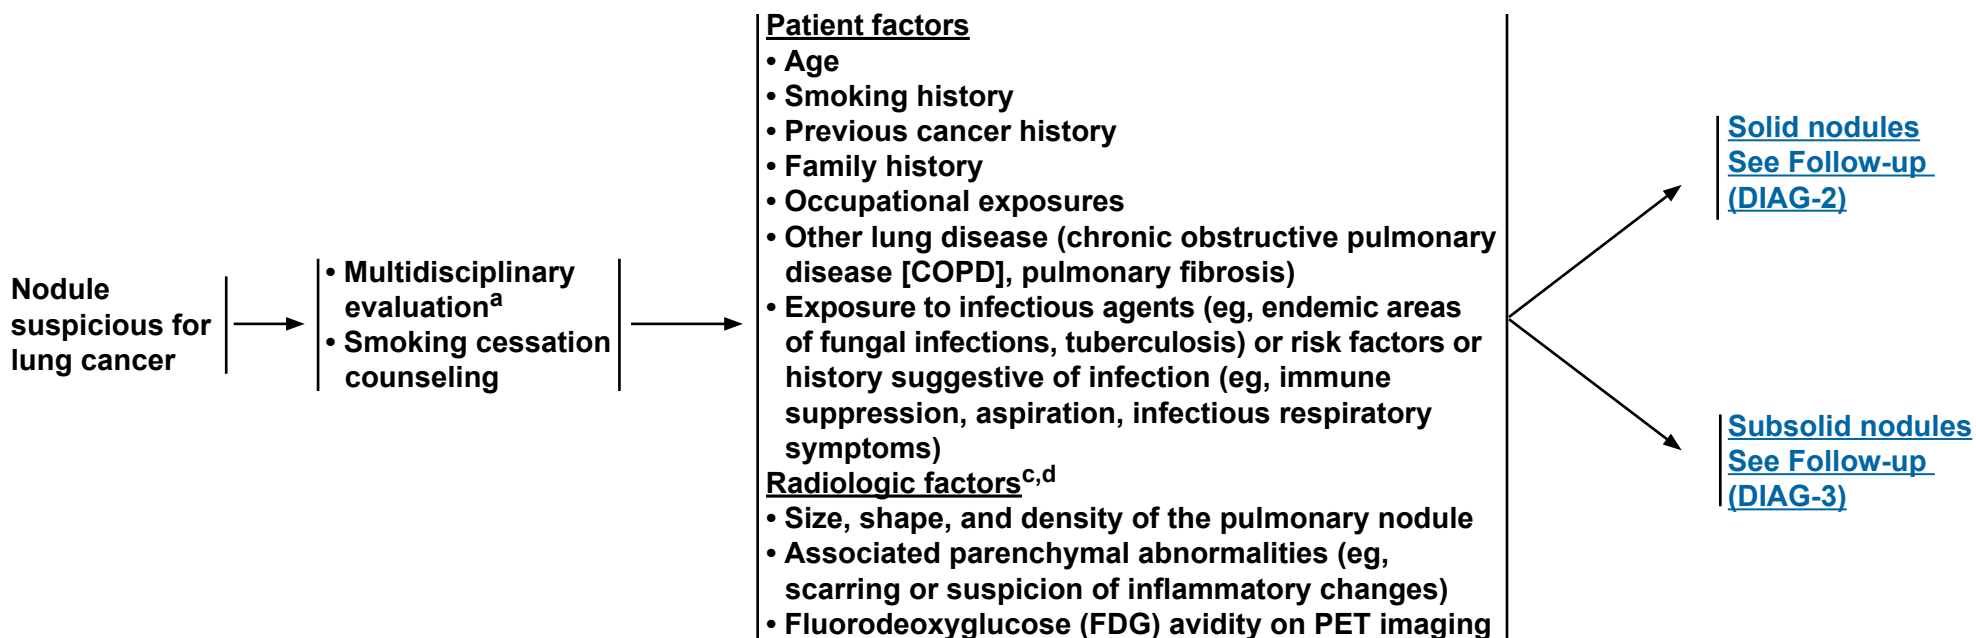 Nodule
suspicious for
lung cancer
• Multidisciplinary
evaluationa
• Smoking cessation
counseling
Patient factors
• Age
• Smoking history
• Previous cancer history
• Family history
• Occupational exposures
• Other lung disease (chronic obstructive pulmonary
disease [COPD], pulmonary fibrosis)
• Exposure to infectious agents (eg, endemic areas
of fungal infections, tuberculosis) or risk factors or
history suggestive of infection (eg, immune
suppression, aspiration, infectious respiratory
symptoms)
Radiologic factorsc,d
• Size, shape, and density of the pulmonary nodule
• Associated parenchymal abnormalities (eg,
scarring or suspicion of inflammatory changes)
• Fluorodeoxyglucose (FDG) avidity on PET imaging
Solid nodules
See Follow-up
(DIAG-2)
Subsolid nodules
See Follow-up
(DIAG-3)